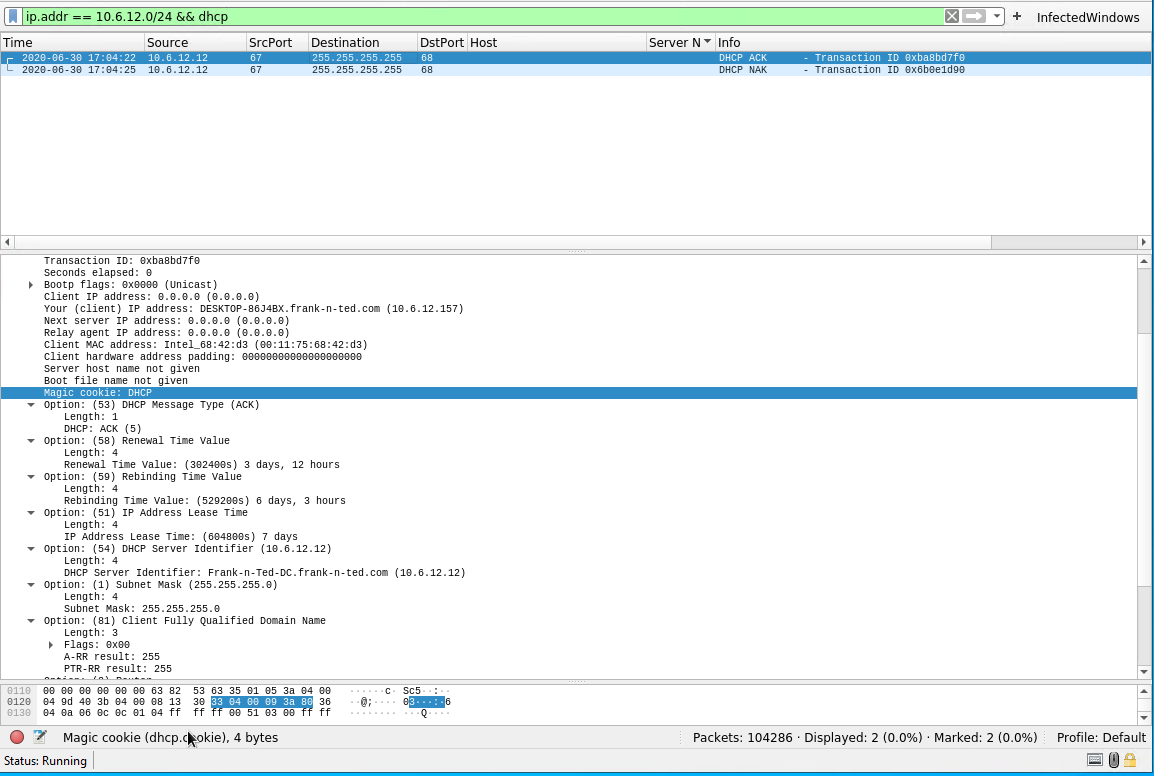 ip.addr == 10.6.12.0/24 && dhcp + InfectedWindows
Time Source SrcPort Destination DstPort Host Server N Info
2020-06-30 17:04:22 10.6.12.12 67 255.255.255.255 68 DHCP ACK - Transaction ID 0xba8bd7f0
2020-06-30 17:04:25 10.6.12.12 67 255.255.255.255 68 DHCP NAK - Transaction ID 0x6b0e1d90
Transaction ID: 0xba8bd7f0
Seconds elapsed: 0
Bootp flags: 0x0000 (Unicast)
Client IP address: 0.0.0.0 (0.0.0.0)
Your (client) IP address: DESKTOP-86J4BX.frank-n-ted.com (10.6.12.157)
Next server IP address: 0.0.0.0 (0.0.0.0)
Relay agent IP address: 0.0.0.0 (0.0.0.0)
Client MAC address: Intel_68:42:d3 (00:11:75:68:42:d3)
Client hardware address padding: 00000000000000000000
Server host name not given
Boot file name not given
Magic cookie: DHCP
Option: (53) DHCP Message Type (ACK)
Length: 1
DHCP: ACK (5)
Option: (58) Renewal Time Value
Length: 4
Renewal Time Value: (302400s) 3 days, 12 hours
Option: (59) Rebinding Time Value
Length: 4
Rebinding Time Value: (529200s) 6 days, 3 hours
Option: (51) IP Address Lease Time
Length: 4
IP Address Lease Time: (604800s) 7 days
Option: (54) DHCP Server Identifier (10.6.12.12)
Length: 4
DHCP Server Identifier: Frank-n-Ted-DC.frank-n-ted.com (10.6.12.12)
Option: (1) Subnet Mask (255.255.255.0)
Length: 4
Subnet Mask: 255.255.255.0
Option: (81) Client Fully Qualified Domain Name
Length: 3
Flags: 0x00
A-RR result: 255
PTR-RR result: 255
0110 00 00 00 00 00 00 63 82 53 63 35 01 05 3a 04 00 ······c· Sc5··:··
0120 04 9d 40 3b 04 00 08 13 30 33 04 00 09 3a 80 36 ··@;···· 03···:·6
0130 04 0a 06 0c 0c 01 04 ff ff ff 00 51 03 00 ff ff ········ ···Q····
Magic cookie (dhcp.cookie), 4 bytes Packets: 104286 · Displayed: 2 (0.0%) · Marked: 2 (0.0%) Profile: Default
Status: Running